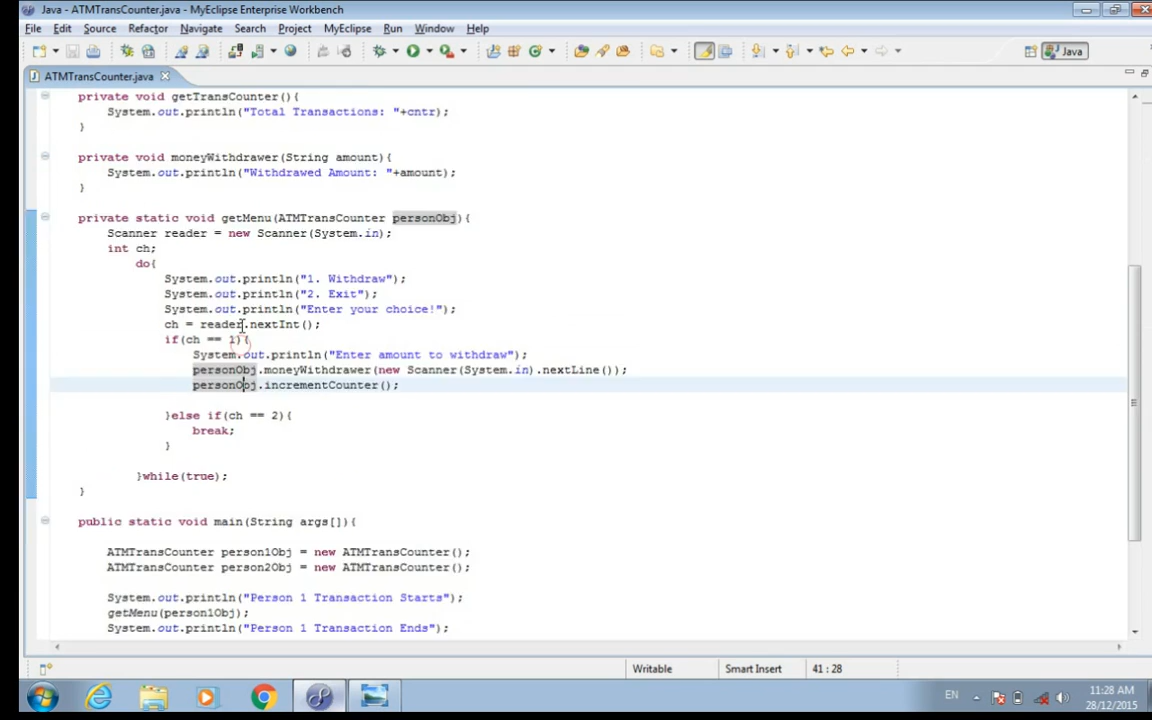 Java - ATMTransCounter.java - MyEclipse Enterprise Workbench
File Edit Source Refactor Navigate Search Project MyEclipse Run Window Help
Java
ATMTransCounter.java
private void getTransCounter(){
System.out.println("Total Transactions: "+cntr);
}
private void moneyWithdrawer(String amount){
System.out.println("Withdrawed Amount: "+amount);
}
private static void getMenu(ATMTransCounter personObj){
Scanner reader = new Scanner(System.in);
int ch;
do{
System.out.println("1. Withdraw");
System.out.println("2. Exit");
System.out.println("Enter your choice!");
ch = reader.nextInt();
if(ch == 1){
System.out.println("Enter amount to withdraw");
personObj.moneyWithdrawer(new Scanner(System.in).nextLine());
personObj.incrementCounter();
}else if(ch == 2){
break;
}
}while(true);
}
public static void main(String args[]){
ATMTransCounter person1Obj = new ATMTransCounter();
ATMTransCounter person2Obj = new ATMTransCounter();
System.out.println("Person 1 Transaction Starts");
getMenu(person1Obj);
System.out.println("Person 1 Transaction Ends");
Writable Smart Insert 41 : 28
EN 11:28 AM
28/12/2015